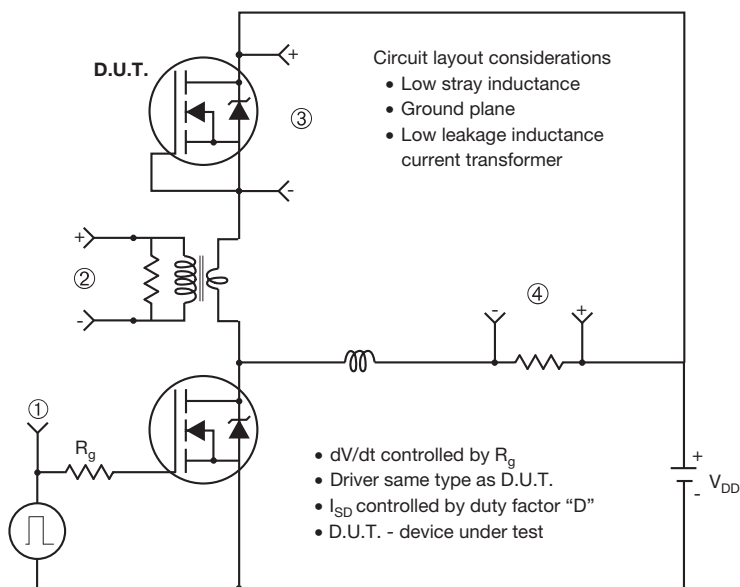 D.U.T.
+
-
③
Circuit layout considerations
• Low stray inductance
• Ground plane
• Low leakage inductance
current transformer
+
②
-
④
- +
①
Rg
• dV/dt controlled by Rg
• Driver same type as D.U.T.
• ISD controlled by duty factor “D”
• D.U.T. - device under test
+
-
VDD